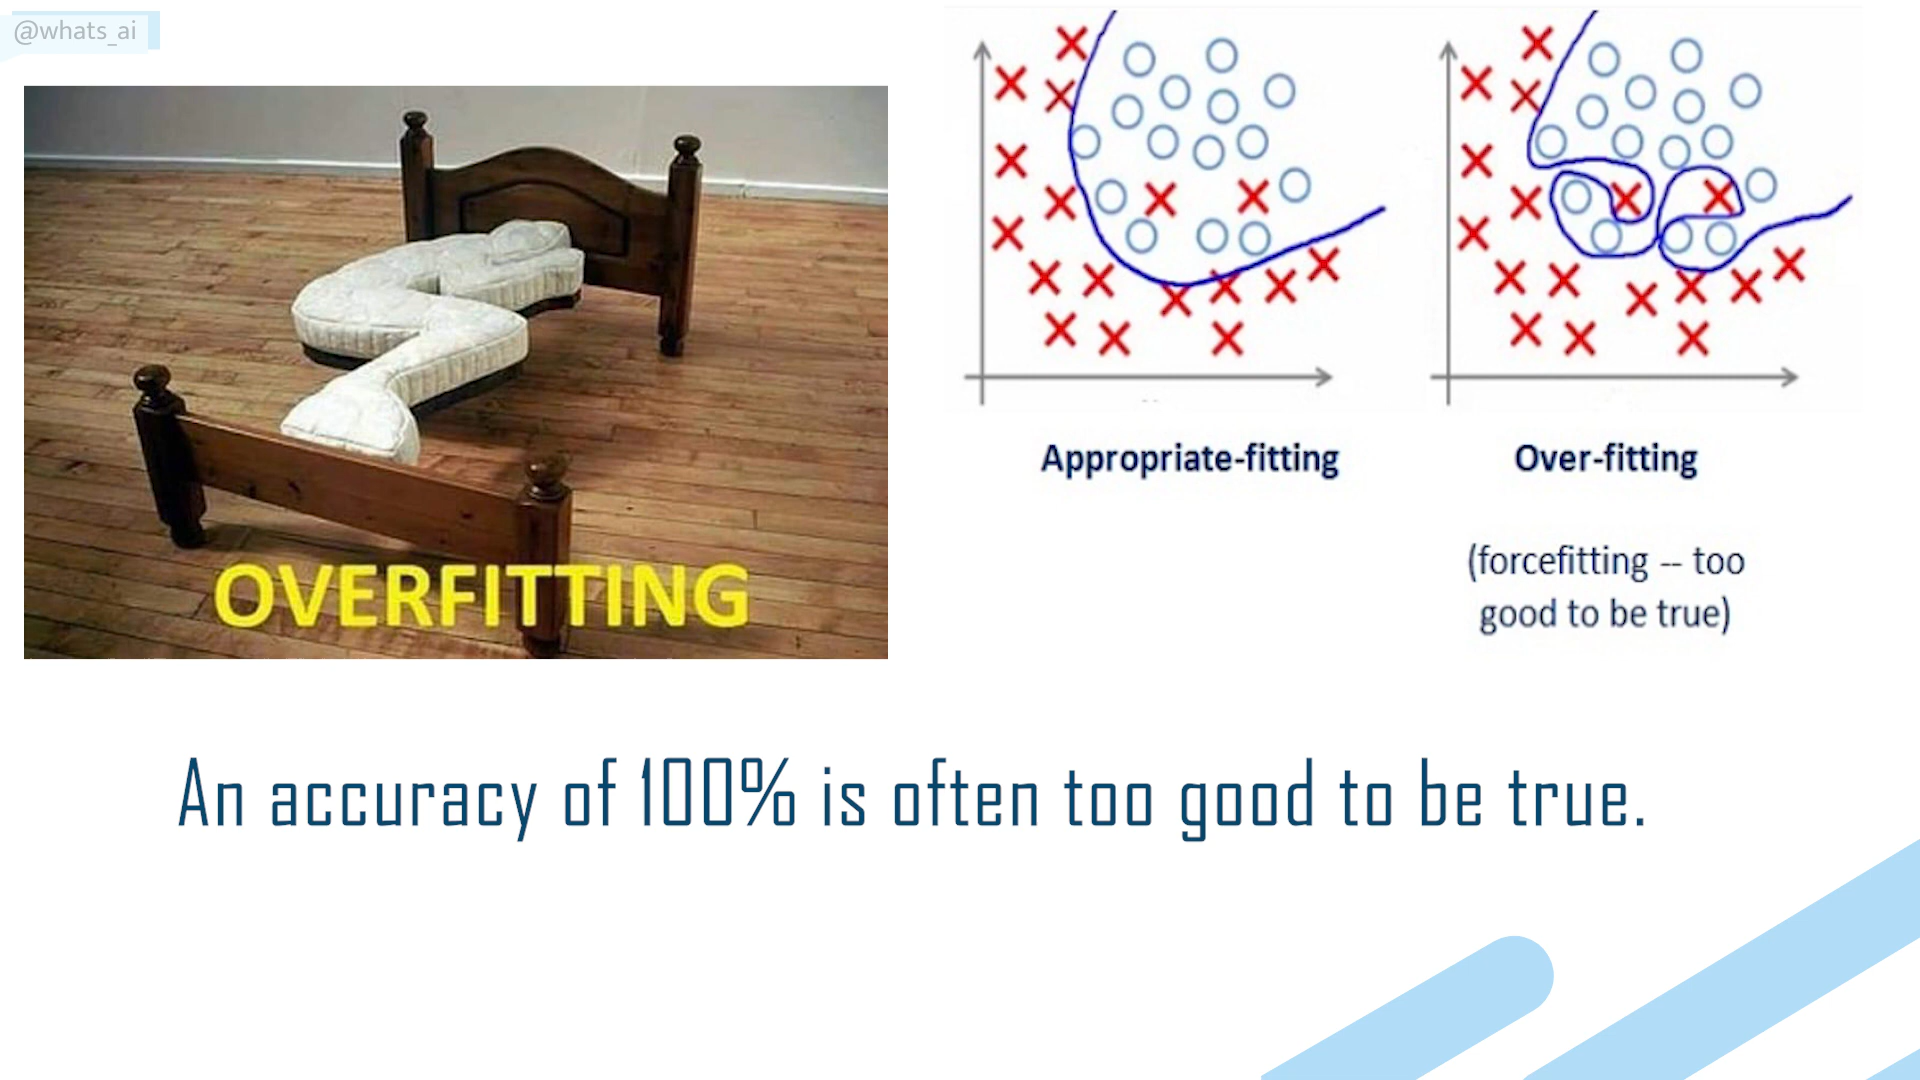 @whats_ai
OVERFITTING
Appropriate-fitting
Over-fitting
(forcefitting -- too
good to be true)
An accuracy of 100% is often too good to be true.